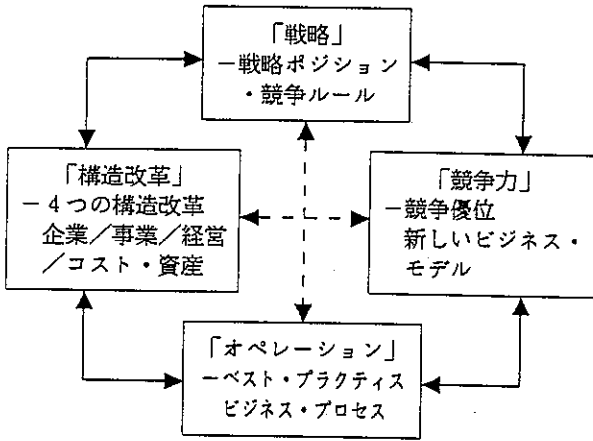 「戦略」
－戦略ポジション
・競争ルール
「構造改革」
－4つの構造改革
企業／事業／経営
／コスト・資産
「競争力」
－競争優位
新しいビジネス・
モデル
「オペレーション」
－ベスト・プラクティス
ビジネス・プロセス